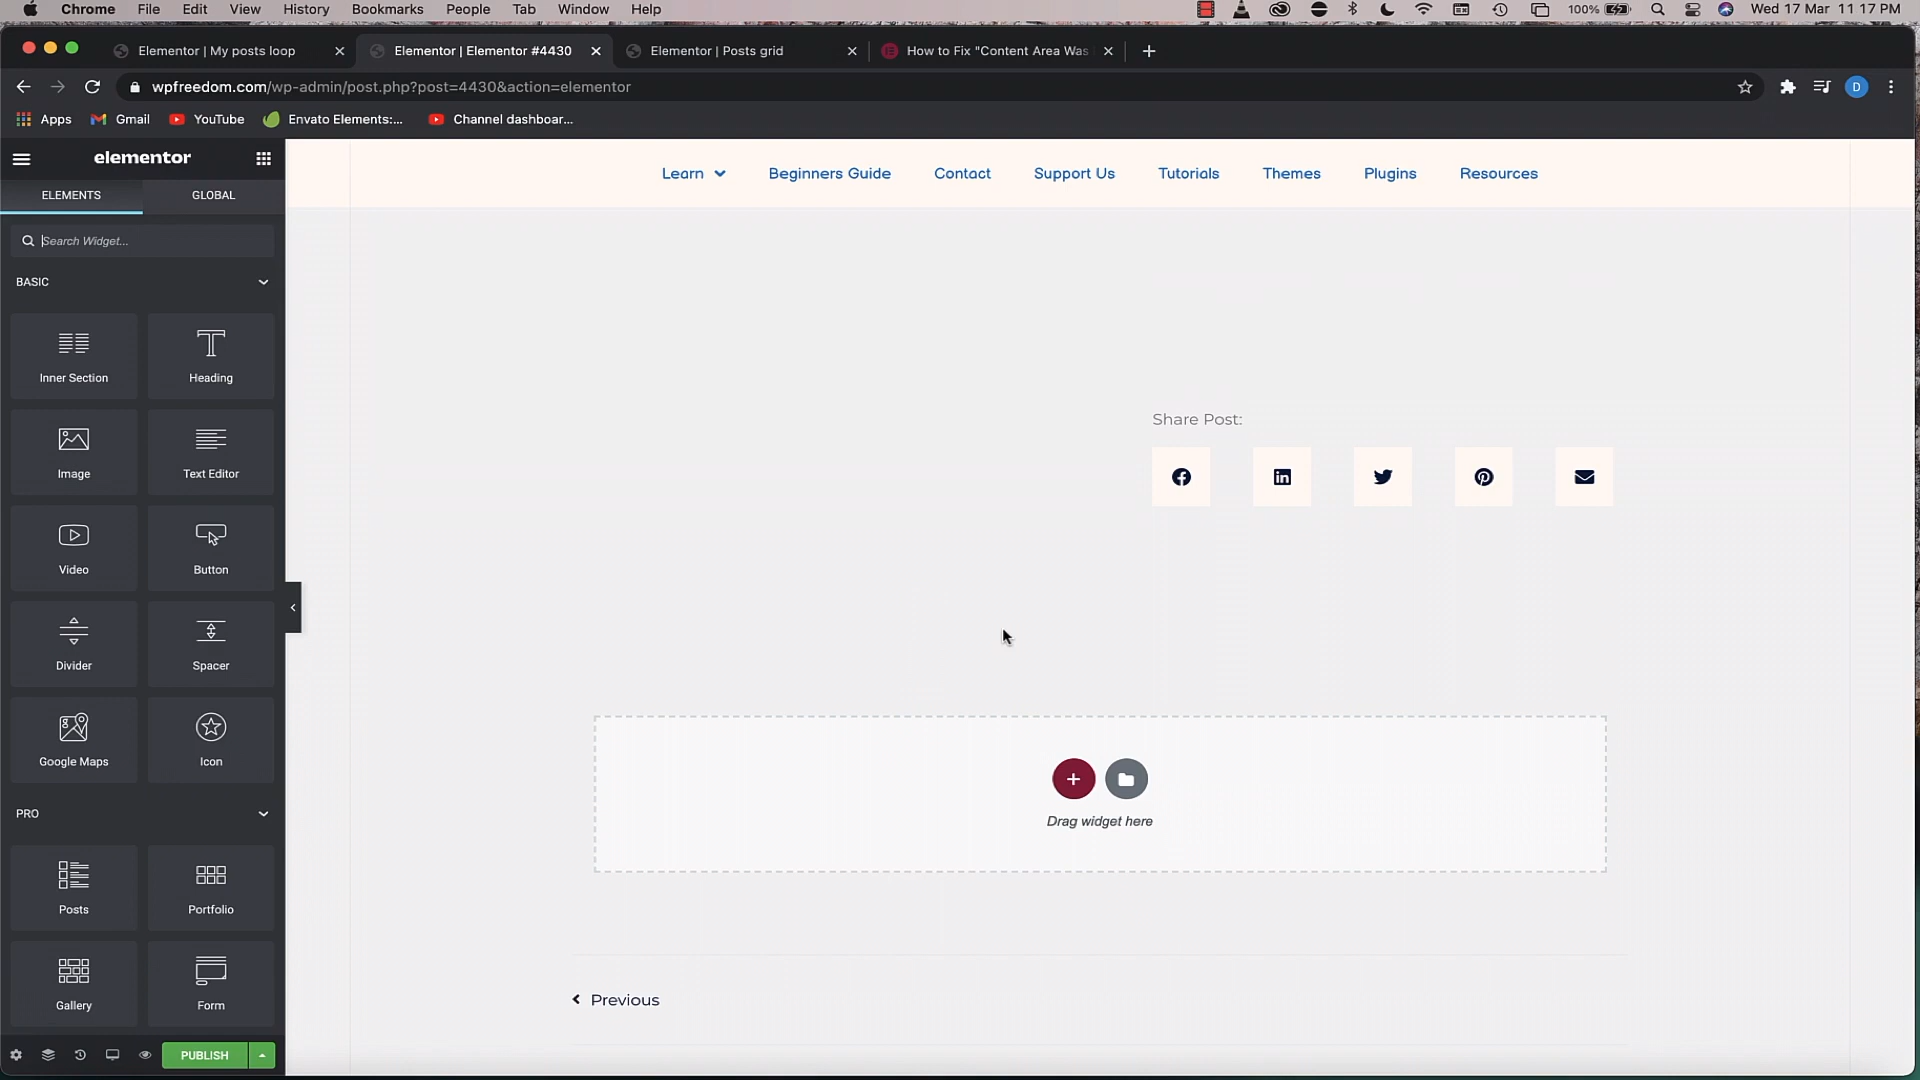 Chrome File Edit View History Bookmarks People Tab Window Help 100% Wed 17 Mar 11 17 PM
Elementor | My posts loop Elementor | Elementor #4430 Elementor | Posts grid How to Fix "Content Area Was
wpfreedom.com/wp-admin/post.php?post=4430&action=elementor D
Apps Gmail YouTube Envato Elements:... Channel dashboar...
elementor
ELEMENTS GLOBAL
Search Widget...
BASIC
Inner Section Heading
Image Text Editor
Video Button
Divider Spacer
Google Maps Icon
PRO
Posts Portfolio
Gallery Form
PUBLISH
Learn Beginners Guide Contact Support Us Tutorials Themes Plugins Resources
Share Post:
Drag widget here
Previous